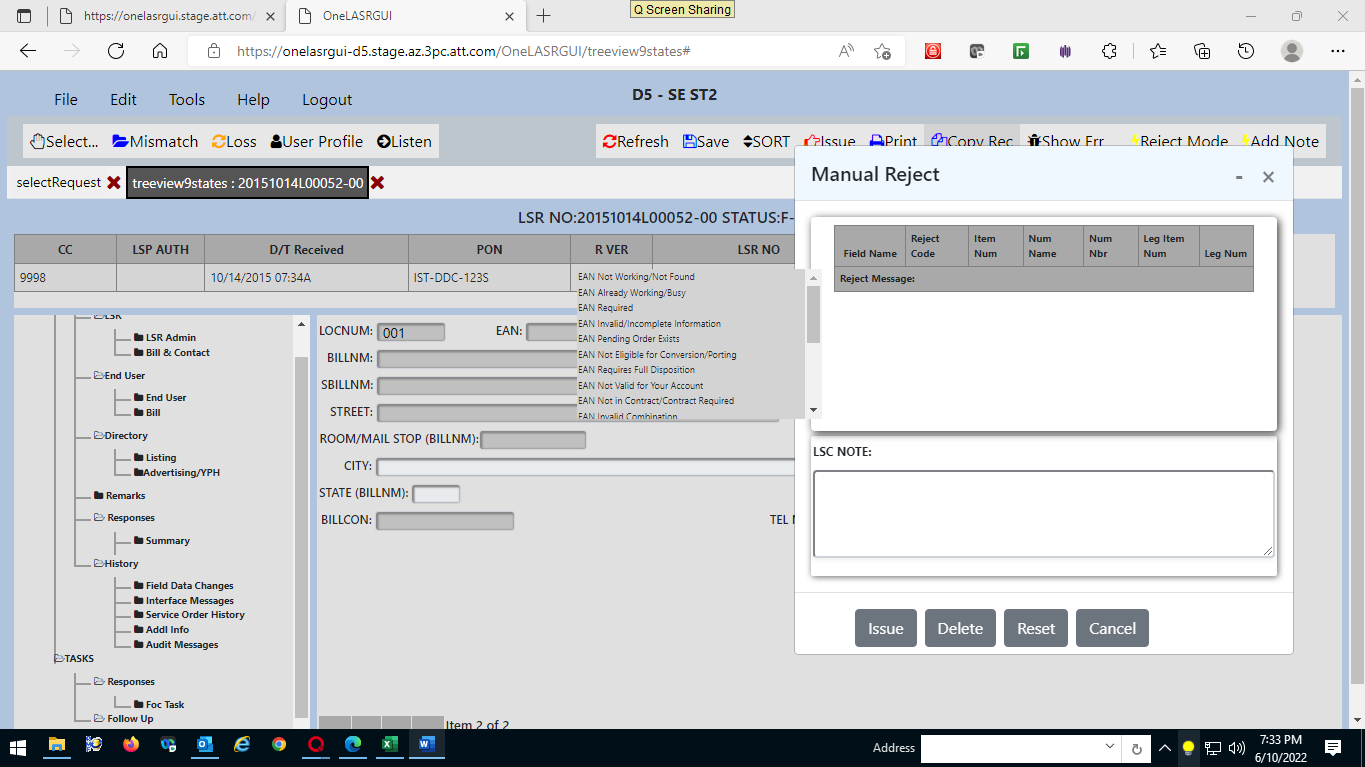 https://onelasrgui.stage.att.com/
OneLASRGUI
Q Screen Sharing
https://onelasrgui-d5.stage.az.3pc.att.com/OneLASRGUI/treeview9states#
File Edit Tools Help Logout
D5 - SE ST2
Select... Mismatch Loss User Profile Listen
Refresh Save SORT Issue Print Copy Rec Show Err Reject Mode Add Note
selectRequest treeview9states : 20151014L00052-00
LSR NO:20151014L00052-00 STATUS:F-
CC LSP AUTH D/T Received PON R VER LSR NO
9998 10/14/2015 07:34A IST-DDC-123S
EAN Not Working/Not Found
EAN Already Working/Busy
EAN Required
EAN Invalid/Incomplete Information
EAN Pending Order Exists
EAN Not Eligible for Conversion/Porting
EAN Requires Full Disposition
EAN Not Valid for Your Account
EAN Not in Contract/Contract Required
EAN Invalid Combination
LSR
LSR Admin
Bill & Contact
End User
End User
Bill
Directory
Listing
Advertising/YPH
Remarks
Responses
Summary
History
Field Data Changes
Interface Messages
Service Order History
Addl Info
Audit Messages
TASKS
Responses
Foc Task
Follow Up
LOCNUM: 001 EAN:
BILLNM:
SBILLNM:
STREET:
ROOM/MAIL STOP (BILLNM):
CITY:
STATE (BILLNM):
BILLCON: TEL
Item 2 of 2
Manual Reject
Field Name Reject Code Item Num Num Name Num Nbr Leg Item Num Leg Num
Reject Message:
LSC NOTE:
Issue Delete Reset Cancel
Address
7:33 PM
6/10/2022